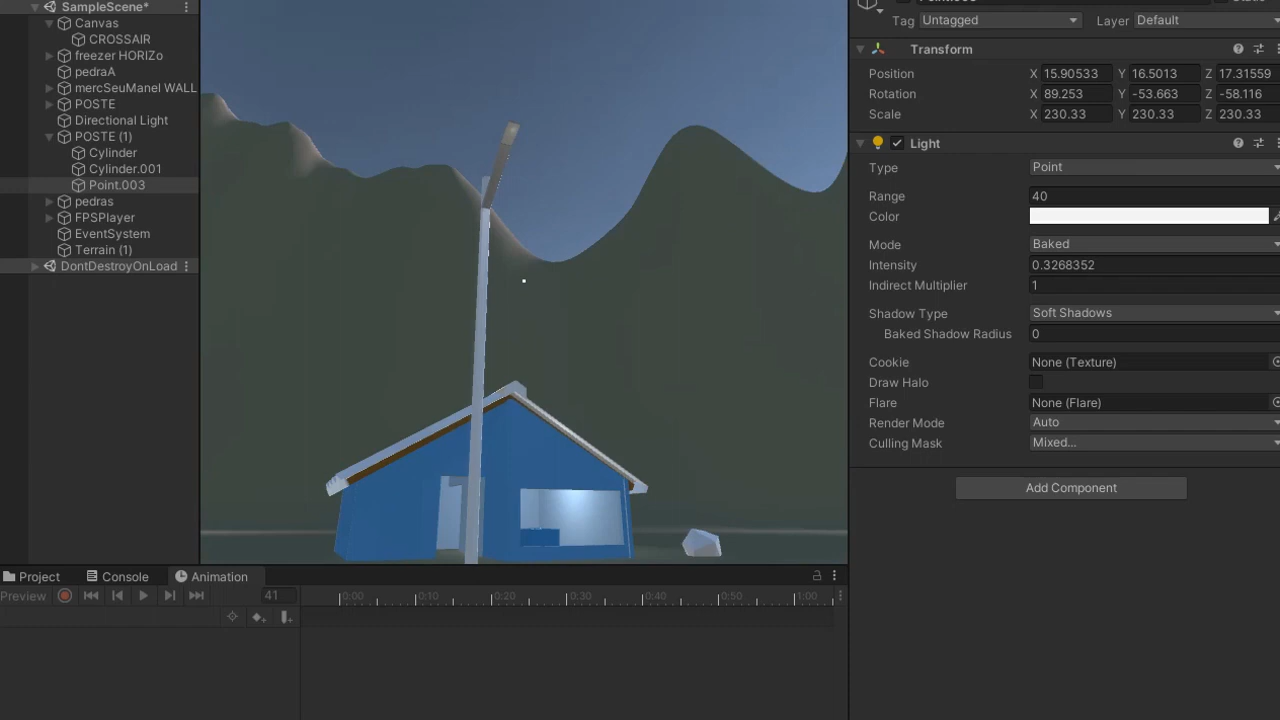 SampleScene*
Canvas
CROSSAIR
freezer HORIZo
pedraA
mercSeuManel WALL
POSTE
Directional Light
POSTE (1)
Cylinder
Cylinder.001
Point.003
pedras
FPSPlayer
EventSystem
Terrain (1)
DontDestroyOnLoad
Project
Console
Animation
Preview
41
0:00
0:10
0:20
0:30
0:40
0:50
1:00
Tag Untagged Layer Default
Transform
Position X 15.90533 Y 16.5013 Z 17.31559
Rotation X 89.253 Y -53.663 Z -58.116
Scale X 230.33 Y 230.33 Z 230.33
Light
Type Point
Range 40
Color
Mode Baked
Intensity 0.3268352
Indirect Multiplier 1
Shadow Type Soft Shadows
Baked Shadow Radius 0
Cookie None (Texture)
Draw Halo
Flare None (Flare)
Render Mode Auto
Culling Mask Mixed...
Add Component